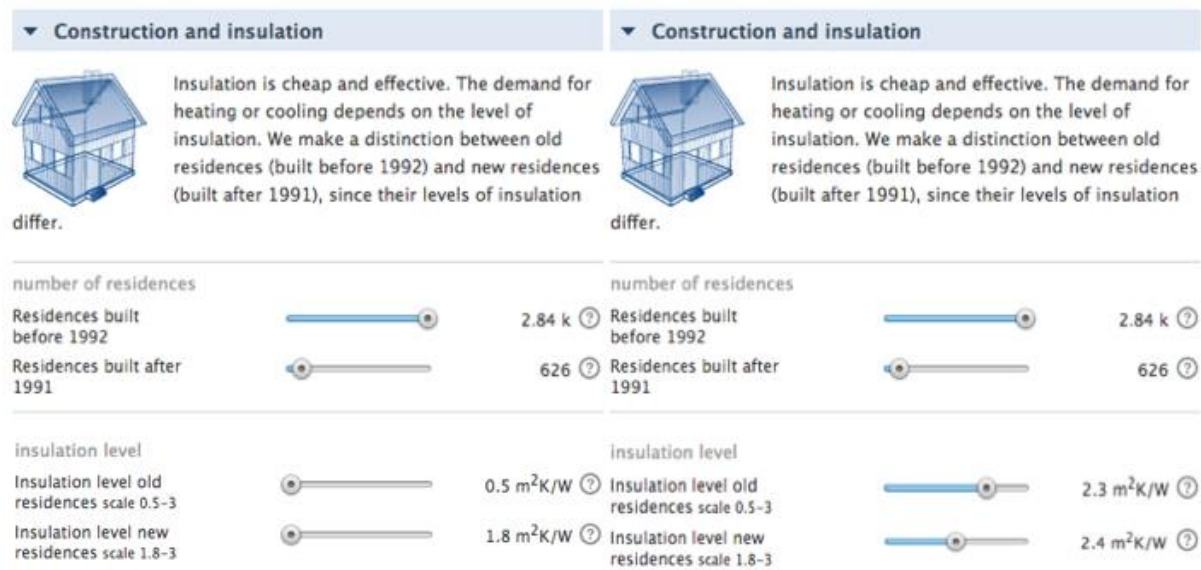 ▼ Construction and insulation
Insulation is cheap and effective. The demand for
heating or cooling depends on the level of
insulation. We make a distinction between old
residences (built before 1992) and new residences
(built after 1991), since their levels of insulation
differ.
number of residences
Residences built
before 1992
2.84 k ?
Residences built after
1991
626 ?
insulation level
Insulation level old
residences scale 0.5-3
0.5 m²K/W ?
Insulation level new
residences scale 1.8-3
1.8 m²K/W ?
▼ Construction and insulation
Insulation is cheap and effective. The demand for
heating or cooling depends on the level of
insulation. We make a distinction between old
residences (built before 1992) and new residences
(built after 1991), since their levels of insulation
differ.
number of residences
Residences built
before 1992
2.84 k ?
Residences built after
1991
626 ?
insulation level
Insulation level old
residences scale 0.5-3
2.3 m²K/W ?
Insulation level new
residences scale 1.8-3
2.4 m²K/W ?